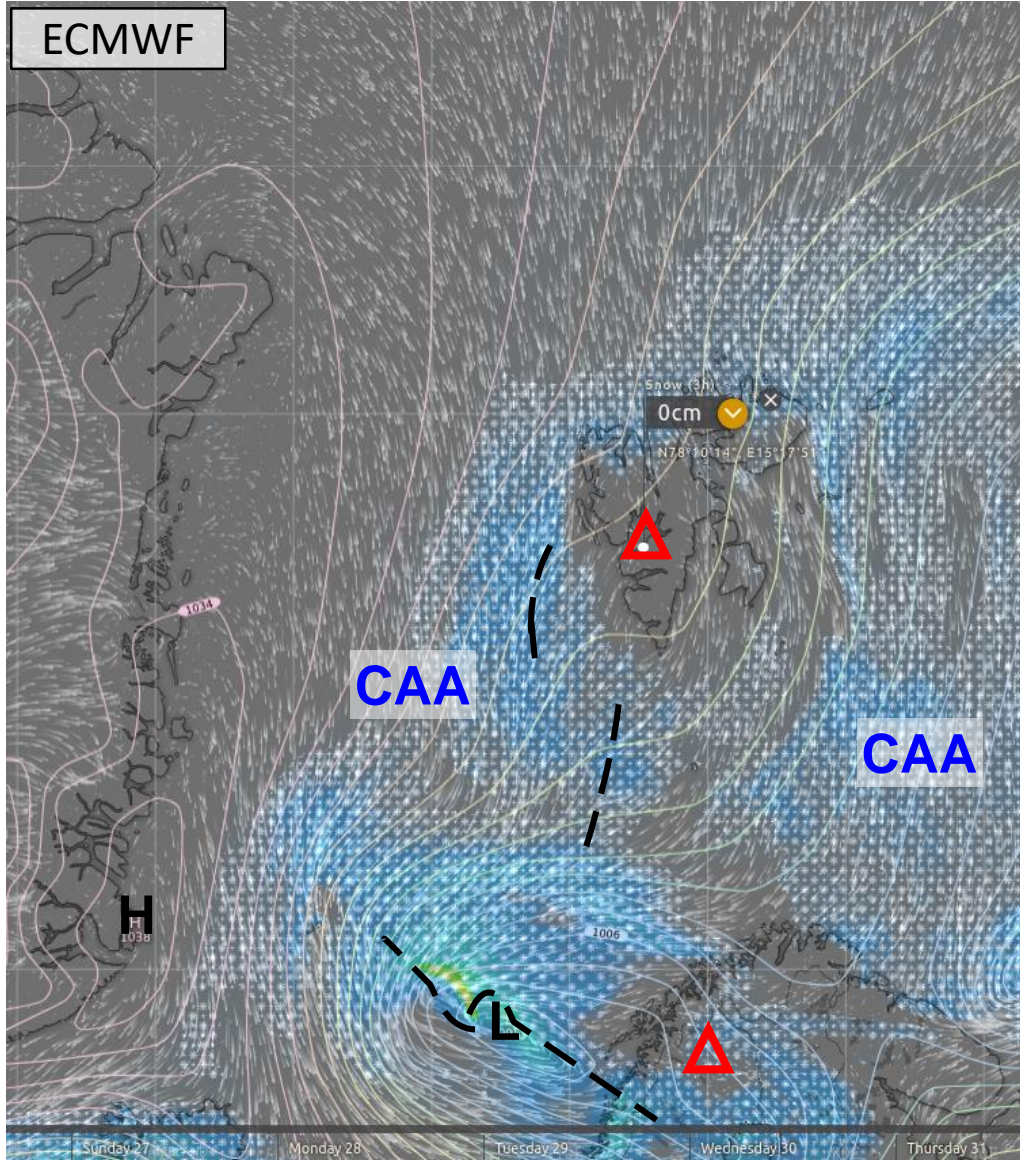 ECMWF
Snow (3h)
0cm
N78°10'14", E15°17'51"
1034
CAA
CAA
H
H
1038
1006
L
Sunday 27
Monday 28
Tuesday 29
Wednesday 30
Thursday 31